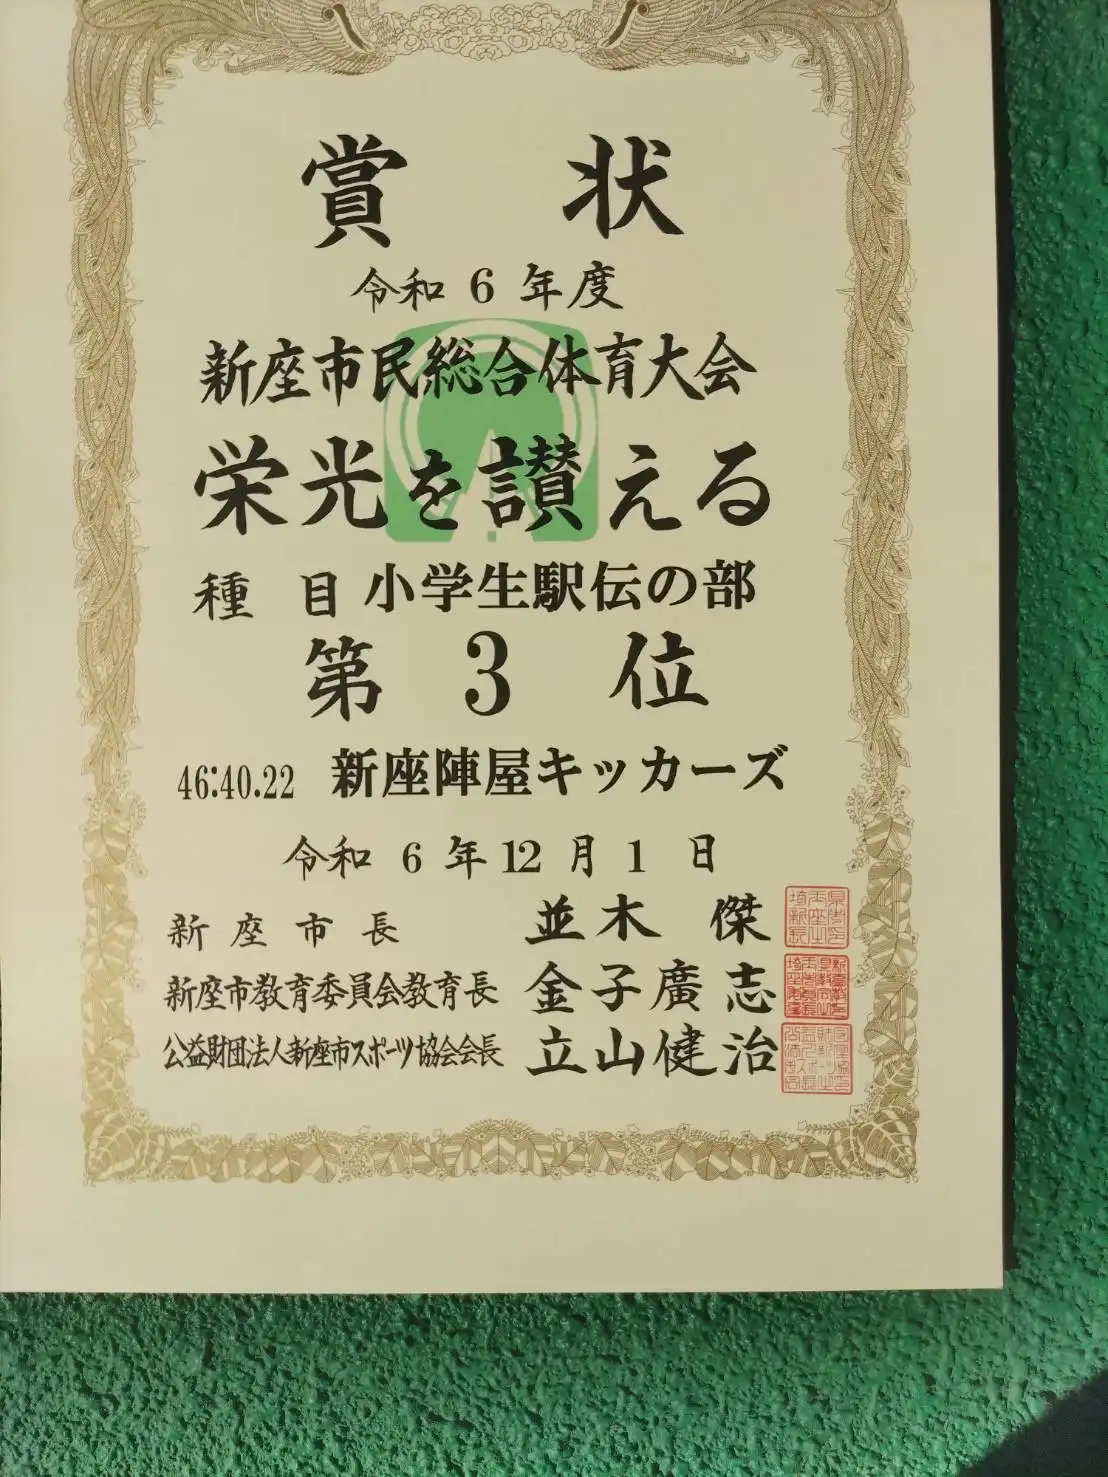 賞状
令和6年度
新座市民総合体育大会
栄光を讃える
種目 小学生駅伝の部
第3位
46:40.22 新座陣屋キッカーズ
令和6年12月1日
新座市長 並木 傑
新座市教育委員会教育長 金子廣志
公益財団法人新座市スポーツ協会会長 立山健治